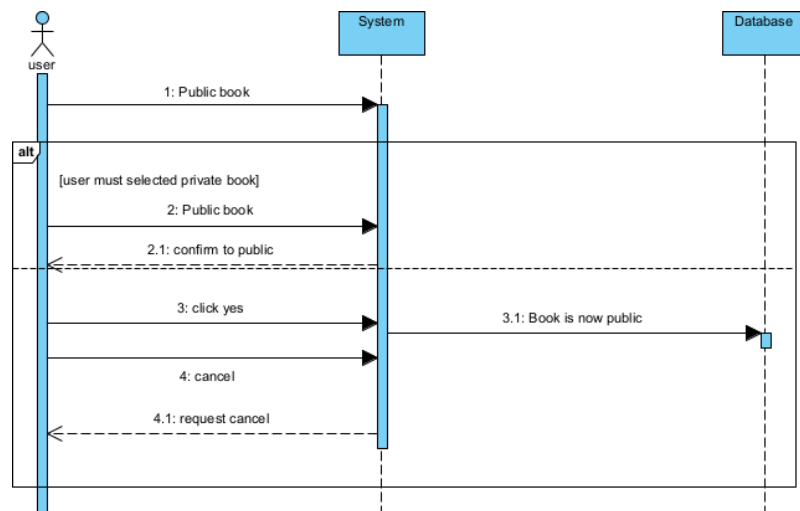 System
Database
user
1: Public book
alt
[user must selected private book]
2: Public book
2.1: confirm to public
3: click yes
3.1: Book is now public
4: cancel
4.1: request cancel